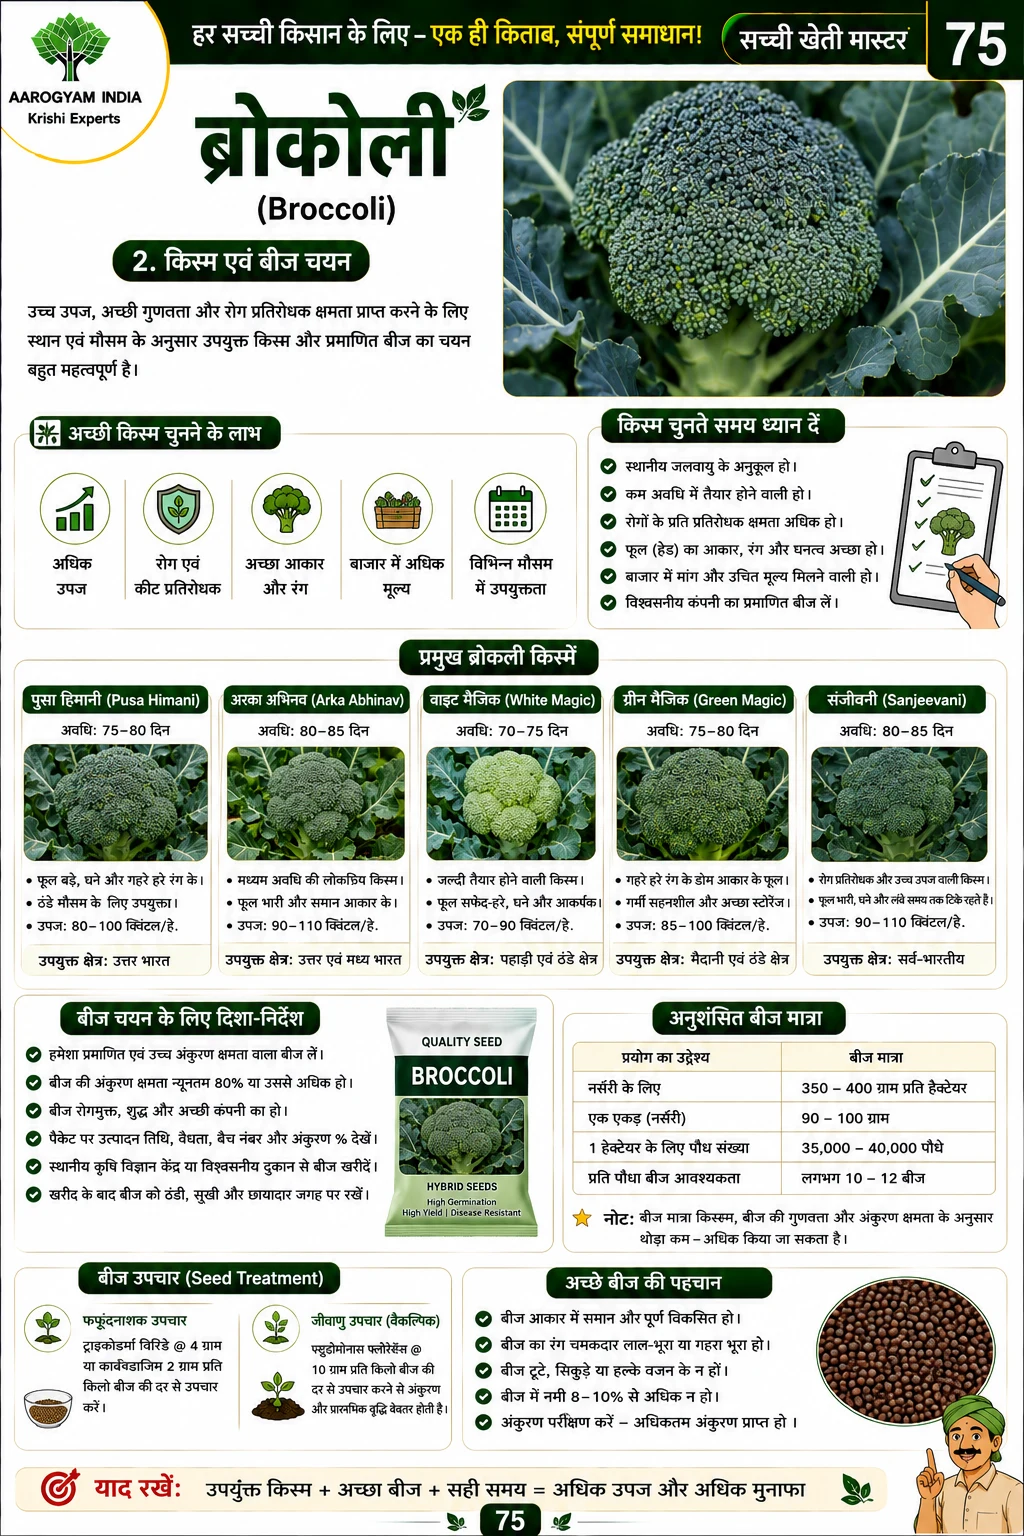 AAROGYAM INDIA
Krishi Experts
हर सच्ची किसान के लिए – एक ही किताब, संपूर्ण समाधान!
सच्ची खेती मास्टर
75
ब्रोकोली
(Broccoli)
2. किस्म एवं बीज चयन
उच्च उपज, अच्छी गुणवता और रोग प्रतिरोधक क्षमता प्राप्त करने के लिए
स्थान एवं मौसम के अनुसार उपयुक्त किस्म और प्रमाणित बीज का चयन
बहुत महत्वपूर्ण है।
अच्छी किस्म चुनने के लाभ
अधिक
उपज
रोग एवं
कीट प्रतिरोधक
अच्छा आकार
और रंग
बाजार में अधिक
मूल्य
विभिन्न मौसम
में उपयुक्तता
किस्म चुनते समय ध्यान दें
स्थानीय जलवायु के अनुकूल हो।
कम अवधि में तैयार होने वाली हो।
रोगों के प्रति प्रतिरोधक क्षमता अधिक हो।
फूल (हेड) का आकार, रंग और घनत्व अच्छा हो।
बाजार में मांग और उचित मूल्य मिलने वाली हो।
विश्वसनीय कंपनी का प्रमाणित बीज लें।
प्रमुख ब्रोकली किस्में
पुसा हिमानी (Pusa Himani)
अवधि: 75–80 दिन
• फूल बड़े, घने और गहरे हरे रंग के।
• ठंडे मौसम के लिए उपयुक्ता।
• उपज: 80–100 क्विंटल/हे.
उपयुक्त क्षेत्र: उत्तर भारत
अरका अभिनव (Arka Abhinav)
अवधि: 80–85 दिन
• मध्यम अवधि की लोकप्रिय किस्म।
• फूल भारी और समान आकार के।
• उपज: 90–110 क्विंटल/हे.
उपयुक्त क्षेत्र: उत्तर एवं मध्य भारत
वाइट मैजिक (White Magic)
अवधि: 70–75 दिन
• जल्दी तैयार होने वाली किस्म।
• फूल सफेद-हरे, घने और आकर्षक।
• उपज: 70–90 क्विंटल/हे.
उपयुक्त क्षेत्र: पहाड़ी एवं ठंडे क्षेत्र
ग्रीन मैजिक (Green Magic)
अवधि: 75–80 दिन
• गहरे हरे रंग के डोम आकार के फूल।
• गर्मी सहनशील और अच्छा स्टोरेंज।
• उपज: 85–100 क्विंटल/हे.
उपयुक्त क्षेत्र: मैदानी एवं ठंडे क्षेत्र
संजीवनी (Sanjeevani)
अवधि: 80–85 दिन
• रोग प्रतिरोधक और उच्च उपज वाली किस्म।
• फूल भारी, घने और लंबे समय तक टिके रहते है।
• उपज: 90–110 क्विंटल/हे.
उपयुक्त क्षेत्र: सर्व-भारतीय
बीज चयन के लिए दिशा-निर्देश
हमेशा प्रमाणित एवं उच्च अंकुरण क्षमता वाला बीज लें।
बीज की अंकुरण क्षमता न्यूनतम 80% या उससे अधिक हो।
बीज रोगमुक्त, शुद्ध और अच्छी कंपनी का हो।
पैकेट पर उत्पादन तिथि, वैधता, बैच नंबर और अंकुरण % देखें।
स्थानीय कृषि विज्ञान केंद्र या विश्वसनीय दुकान से बीज खरीदें।
खरीद के बाद बीज को ठंडी, सूखी और छायादार जगह पर रखें।
QUALITY SEED
BROCCOLI
HYBRID SEEDS
High Germination
High Yield | Disease Resistant
अनुशंसित बीज मात्रा
प्रयोग का उद्देश्य बीज मात्रा
नर्सरी के लिए 350 – 400 ग्राम प्रति हैक्टेयर
एक एकड़ (नर्सरी) 90 – 100 ग्राम
1 हेक्टेयर के लिए पौध संख्या 35,000 – 40,000 पौधे
प्रति पौधा बीज आवश्यकता लगभग 10 – 12 बीज
नोट: बीज मात्रा किस्म, बीज की गुणवत्ता और अंकुरण क्षमता के अनुसार
थोड़ा कम – अधिक किया जा सकता है।
बीज उपचार (Seed Treatment)
फफूंदनाशक उपचार
ट्राइकोडर्मा विरिडे @ 4 ग्राम
या कार्बेंडाजिम 2 ग्राम प्रति
किलो बीज की दर से उपचार
करें।
जीवाणु उपचार (वैकल्पिक)
फ्लोरेसेंस @
10 ग्राम प्रति किलो बीज की
दर से उपचार करने से अंकुरण
और प्रारम्भिक वृद्धि बेहतर होती है।
अच्छे बीज की पहचान
बीज आकार में समान और पूर्ण विकसित हो।
बीज का रंग चमकदार लाल-भूरा या गहरा भूरा हो।
बीज टूटे, सिकुड़े या हल्के वजन के न हों।
बीज में नमी 8–10% से अधिक न हो।
अंकुरण परीक्षण करें – अधिकतम अंकुरण प्राप्त हो ।
याद रखें: उपयुंक्त किस्म + अच्छा बीज + सही समय = अधिक उपज और अधिक मुनाफा
75